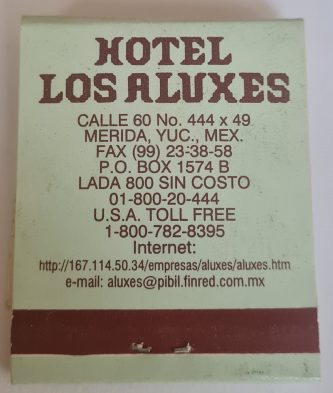 HOTEL
LOS ALUXES
CALLE 60 No. 444 x 49
MERIDA, YUC., MEX.
FAX (99) 23-38-58
P.O. BOX 1574 B
LADA 800 SIN COSTO
01-800-20-444
U.S.A. TOLL FREE
1-800-782-8395
Internet:
http://167.114.50.34/empresas/aluxes/aluxes.htm
e-mail: aluxes@pibil.finred.com.mx